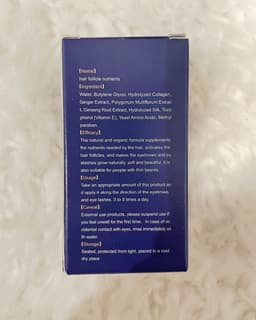 【Name】
hair follicle nutrients
【Ingredient】
Water, Butylene Glycol, Hydrolyzed Collagen,
Ginger Extract, Polygonum Multiflorum Extrac
t, Ginseng Root Extract, Hydrolyzed Silk, Toco
pherol (Vitamin E), Yeast Amino Acids, Methyl
paraben.
【Efficacy】
The natural and organic formula supplements
the nutrients needed by the hair, activates the
hair follicles, and makes the eyebrows and ey
elashes grow naturally, soft and beautiful. It is
also suitable for people with thin beards.
【Usage】
Take an appropriate amount of this product an
d apply it along the direction of the eyebrows
and eye lashes. 3 to 5 times a day.
【Caveat】
External use products, please suspend use if
you feel unwell for the first time. In case of ac
cidental contact with eyes, rinse immediately wi
th water.
【Storage】
Sealed, protected from light, placed in a cool
dry place